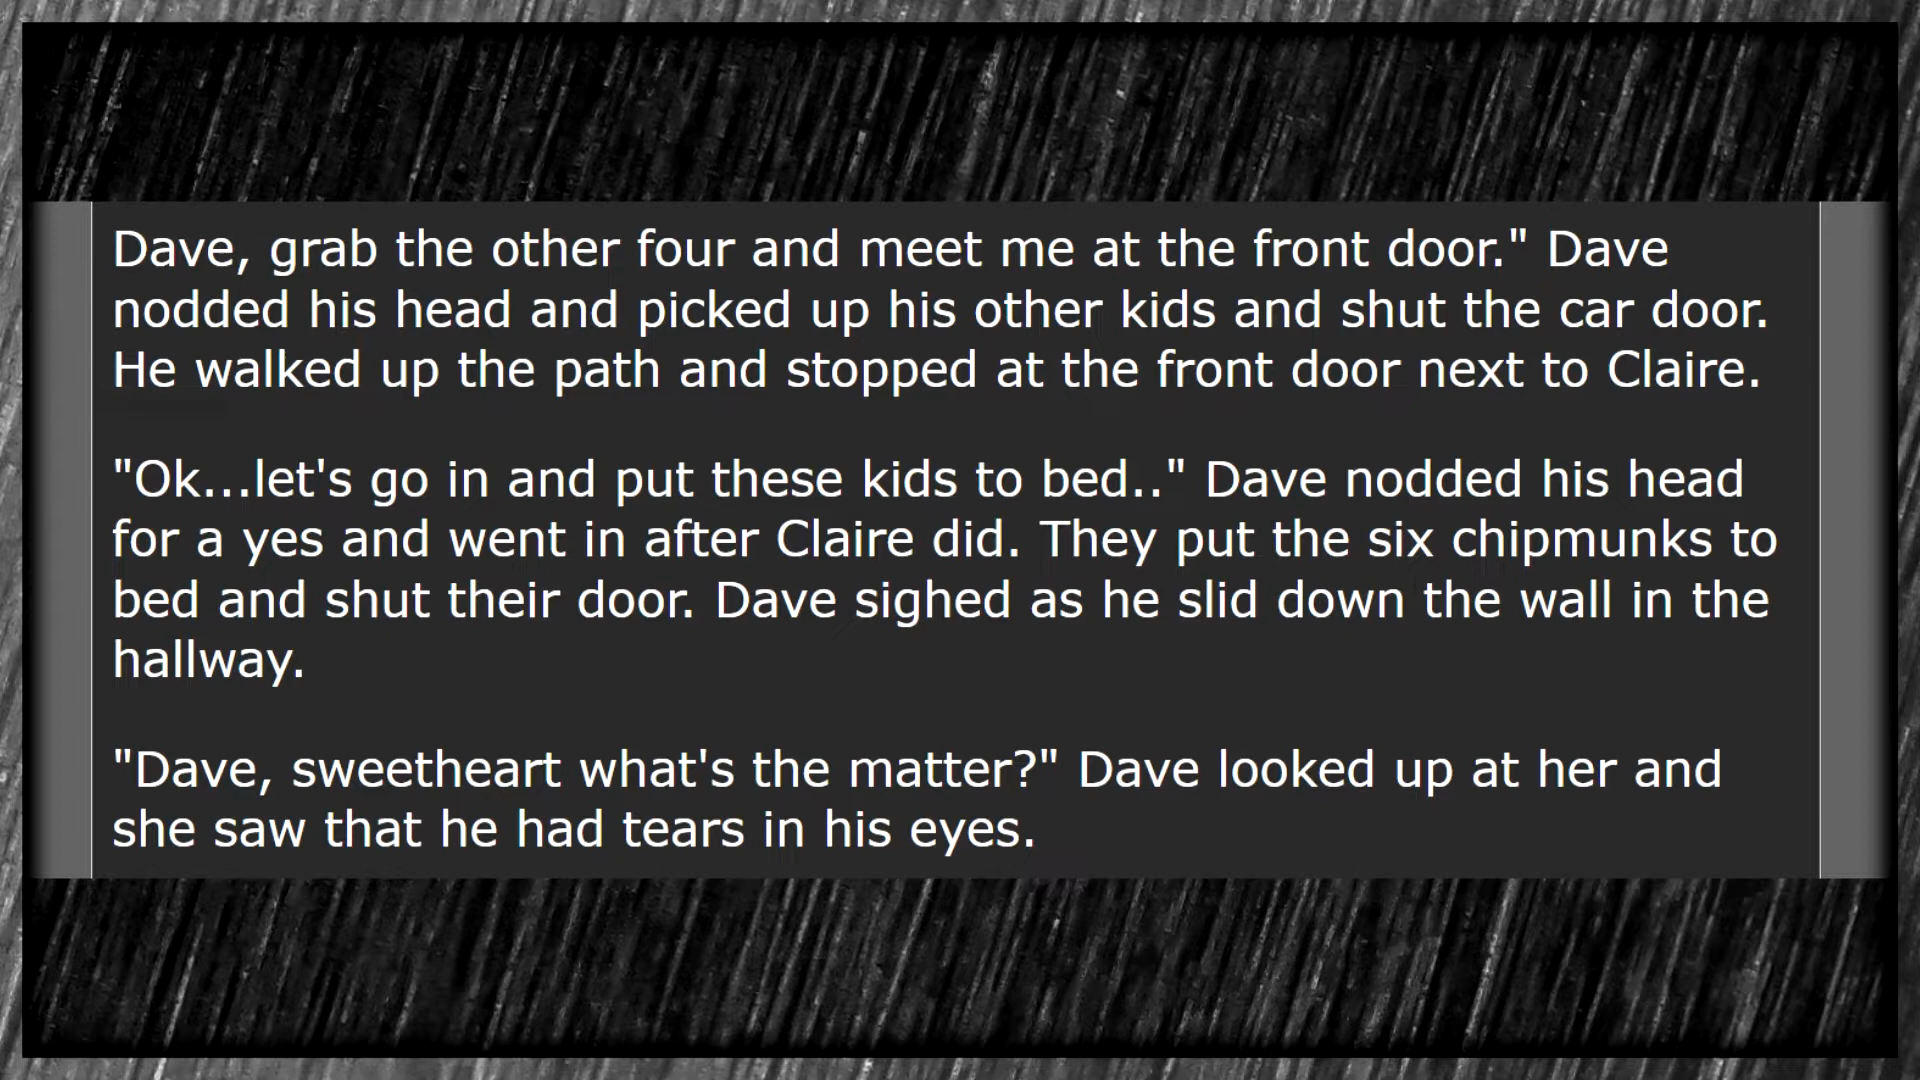 Dave, grab the other four and meet me at the front door." Dave
nodded his head and picked up his other kids and shut the car door.
He walked up the path and stopped at the front door next to Claire.
"Ok...let's go in and put these kids to bed.." Dave nodded his head
for a yes and went in after Claire did. They put the six chipmunks to
bed and shut their door. Dave sighed as he slid down the wall in the
hallway.
"Dave, sweetheart what's the matter?" Dave looked up at her and
she saw that he had tears in his eyes.